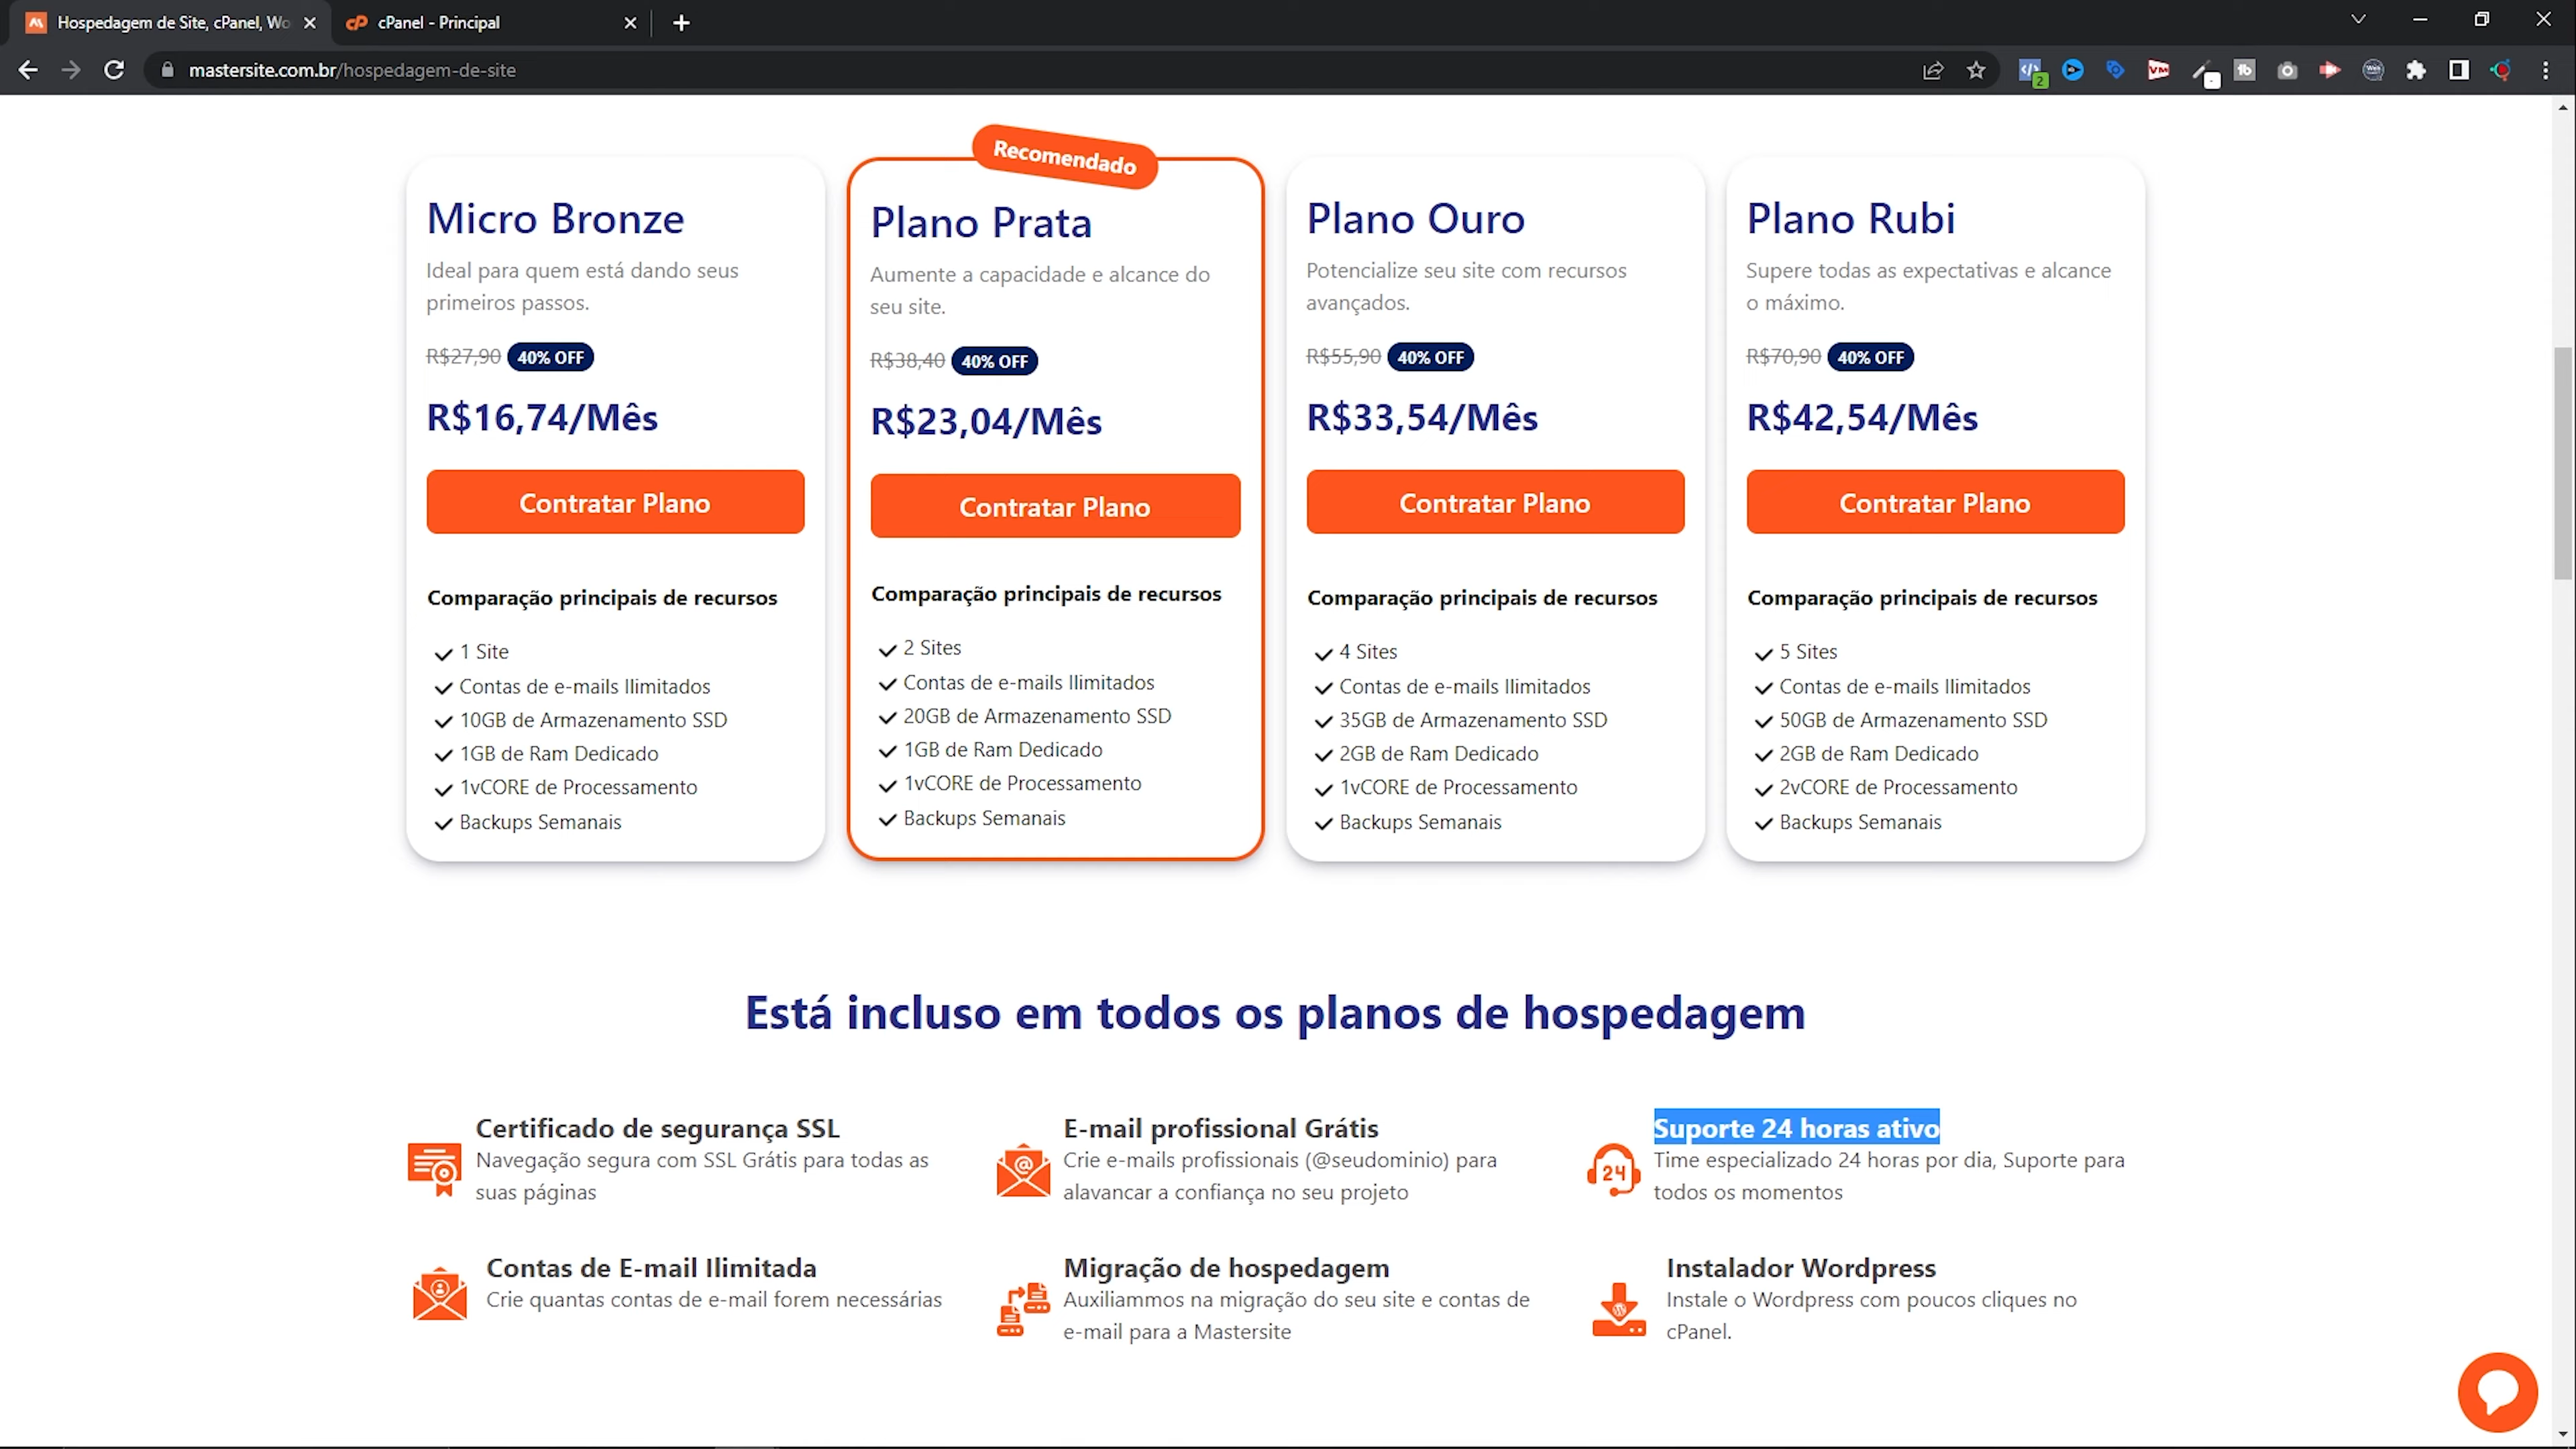 Hospedagem de Site, cPanel, Wo
cPanel - Principal
mastersite.com.br/hospedagem-de-site
Recomendado
Micro Bronze
Ideal para quem está dando seus
primeiros passos.
R$27,90 40% OFF
R$16,74/Mês
Contratar Plano
Comparação principais de recursos
1 Site
Contas de e-mails Ilimitados
10GB de Armazenamento SSD
1GB de Ram Dedicado
1vCORE de Processamento
Backups Semanais
Plano Prata
Aumente a capacidade e alcance do
seu site.
R$38,40 40% OFF
R$23,04/Mês
Contratar Plano
Comparação principais de recursos
2 Sites
Contas de e-mails Ilimitados
20GB de Armazenamento SSD
1GB de Ram Dedicado
1vCORE de Processamento
Backups Semanais
Plano Ouro
Potencialize seu site com recursos
avançados.
R$55,90 40% OFF
R$33,54/Mês
Contratar Plano
Comparação principais de recursos
4 Sites
Contas de e-mails Ilimitados
35GB de Armazenamento SSD
2GB de Ram Dedicado
1vCORE de Processamento
Backups Semanais
Plano Rubi
Supere todas as expectativas e alcance
o máximo.
R$70,90 40% OFF
R$42,54/Mês
Contratar Plano
Comparação principais de recursos
5 Sites
Contas de e-mails Ilimitados
50GB de Armazenamento SSD
2GB de Ram Dedicado
2vCORE de Processamento
Backups Semanais
Está incluso em todos os planos de hospedagem
Certificado de segurança SSL
Navegação segura com SSL Grátis para todas as
suas páginas
E-mail profissional Grátis
Crie e-mails profissionais (@seudominio) para
alavancar a confiança no seu projeto
24
Suporte 24 horas ativo
Time especializado 24 horas por dia, Suporte para
todos os momentos
Contas de E-mail Ilimitada
Crie quantas contas de e-mail forem necessárias
Migração de hospedagem
Auxiliammos na migração do seu site e contas de
e-mail para a Mastersite
Instalador Wordpress
Instale o Wordpress com poucos cliques no
cPanel.